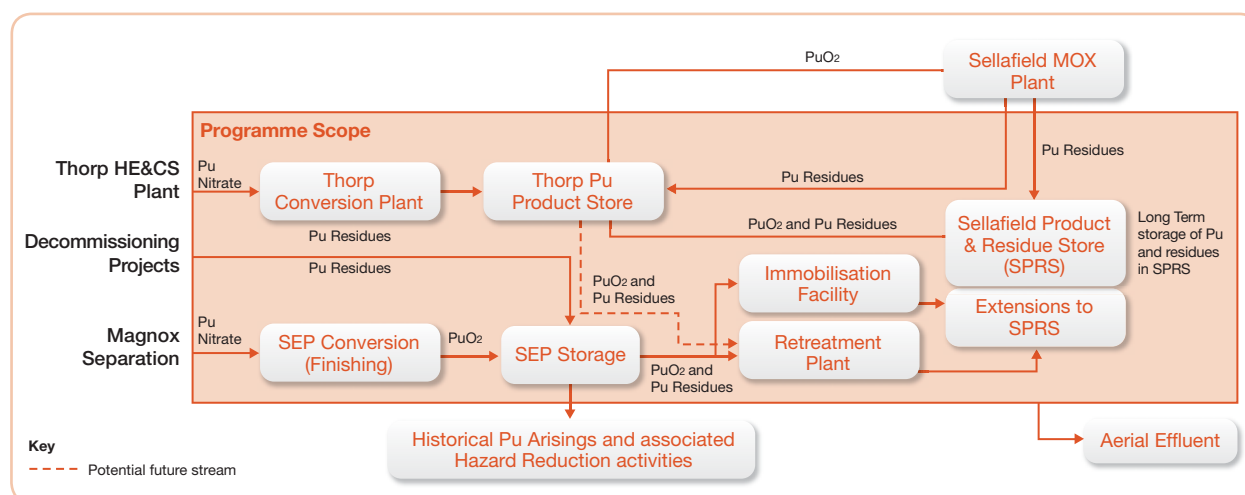 PuO2
Sellafield MOX
Plant
Programme Scope
Thorp HE&CS
Plant
Pu
Nitrate
Thorp
Conversion Plant
Thorp Pu
Product Store
Pu Residues
Pu Residues
Pu Residues
Decommissioning
Projects
Pu Residues
PuO2 and Pu Residues
Sellafield Product
& Residue Store
(SPRS)
Long Term
storage of Pu
and residues
in SPRS
PuO2 and
Pu Residues
Immobilisation
Facility
Extensions to
SPRS
Magnox
Separation
Pu
Nitrate
SEP Conversion
(Finishing)
PuO2
SEP Storage
PuO2 and
Pu Residues
Retreatment
Plant
Historical Pu Arisings and associated
Hazard Reduction activities
Aerial Effluent
Key
Potential future stream